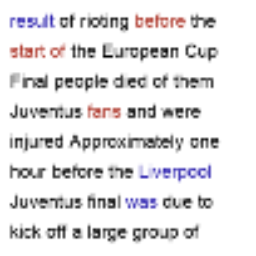 result of rioting before the
start of the European Cup
Final people died of them
Juventus fans and were
injured Approximately one
hour before the Liverpool
Juventus final was due to
kick off a large group of